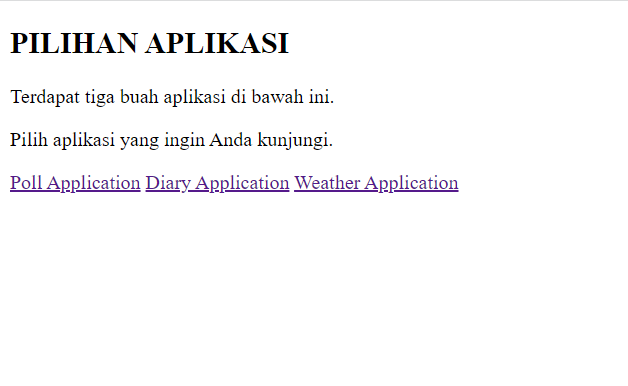 PILIHAN APLIKASI
Terdapat tiga buah aplikasi di bawah ini.
Pilih aplikasi yang ingin Anda kunjungi.
Poll Application Diary Application Weather Application